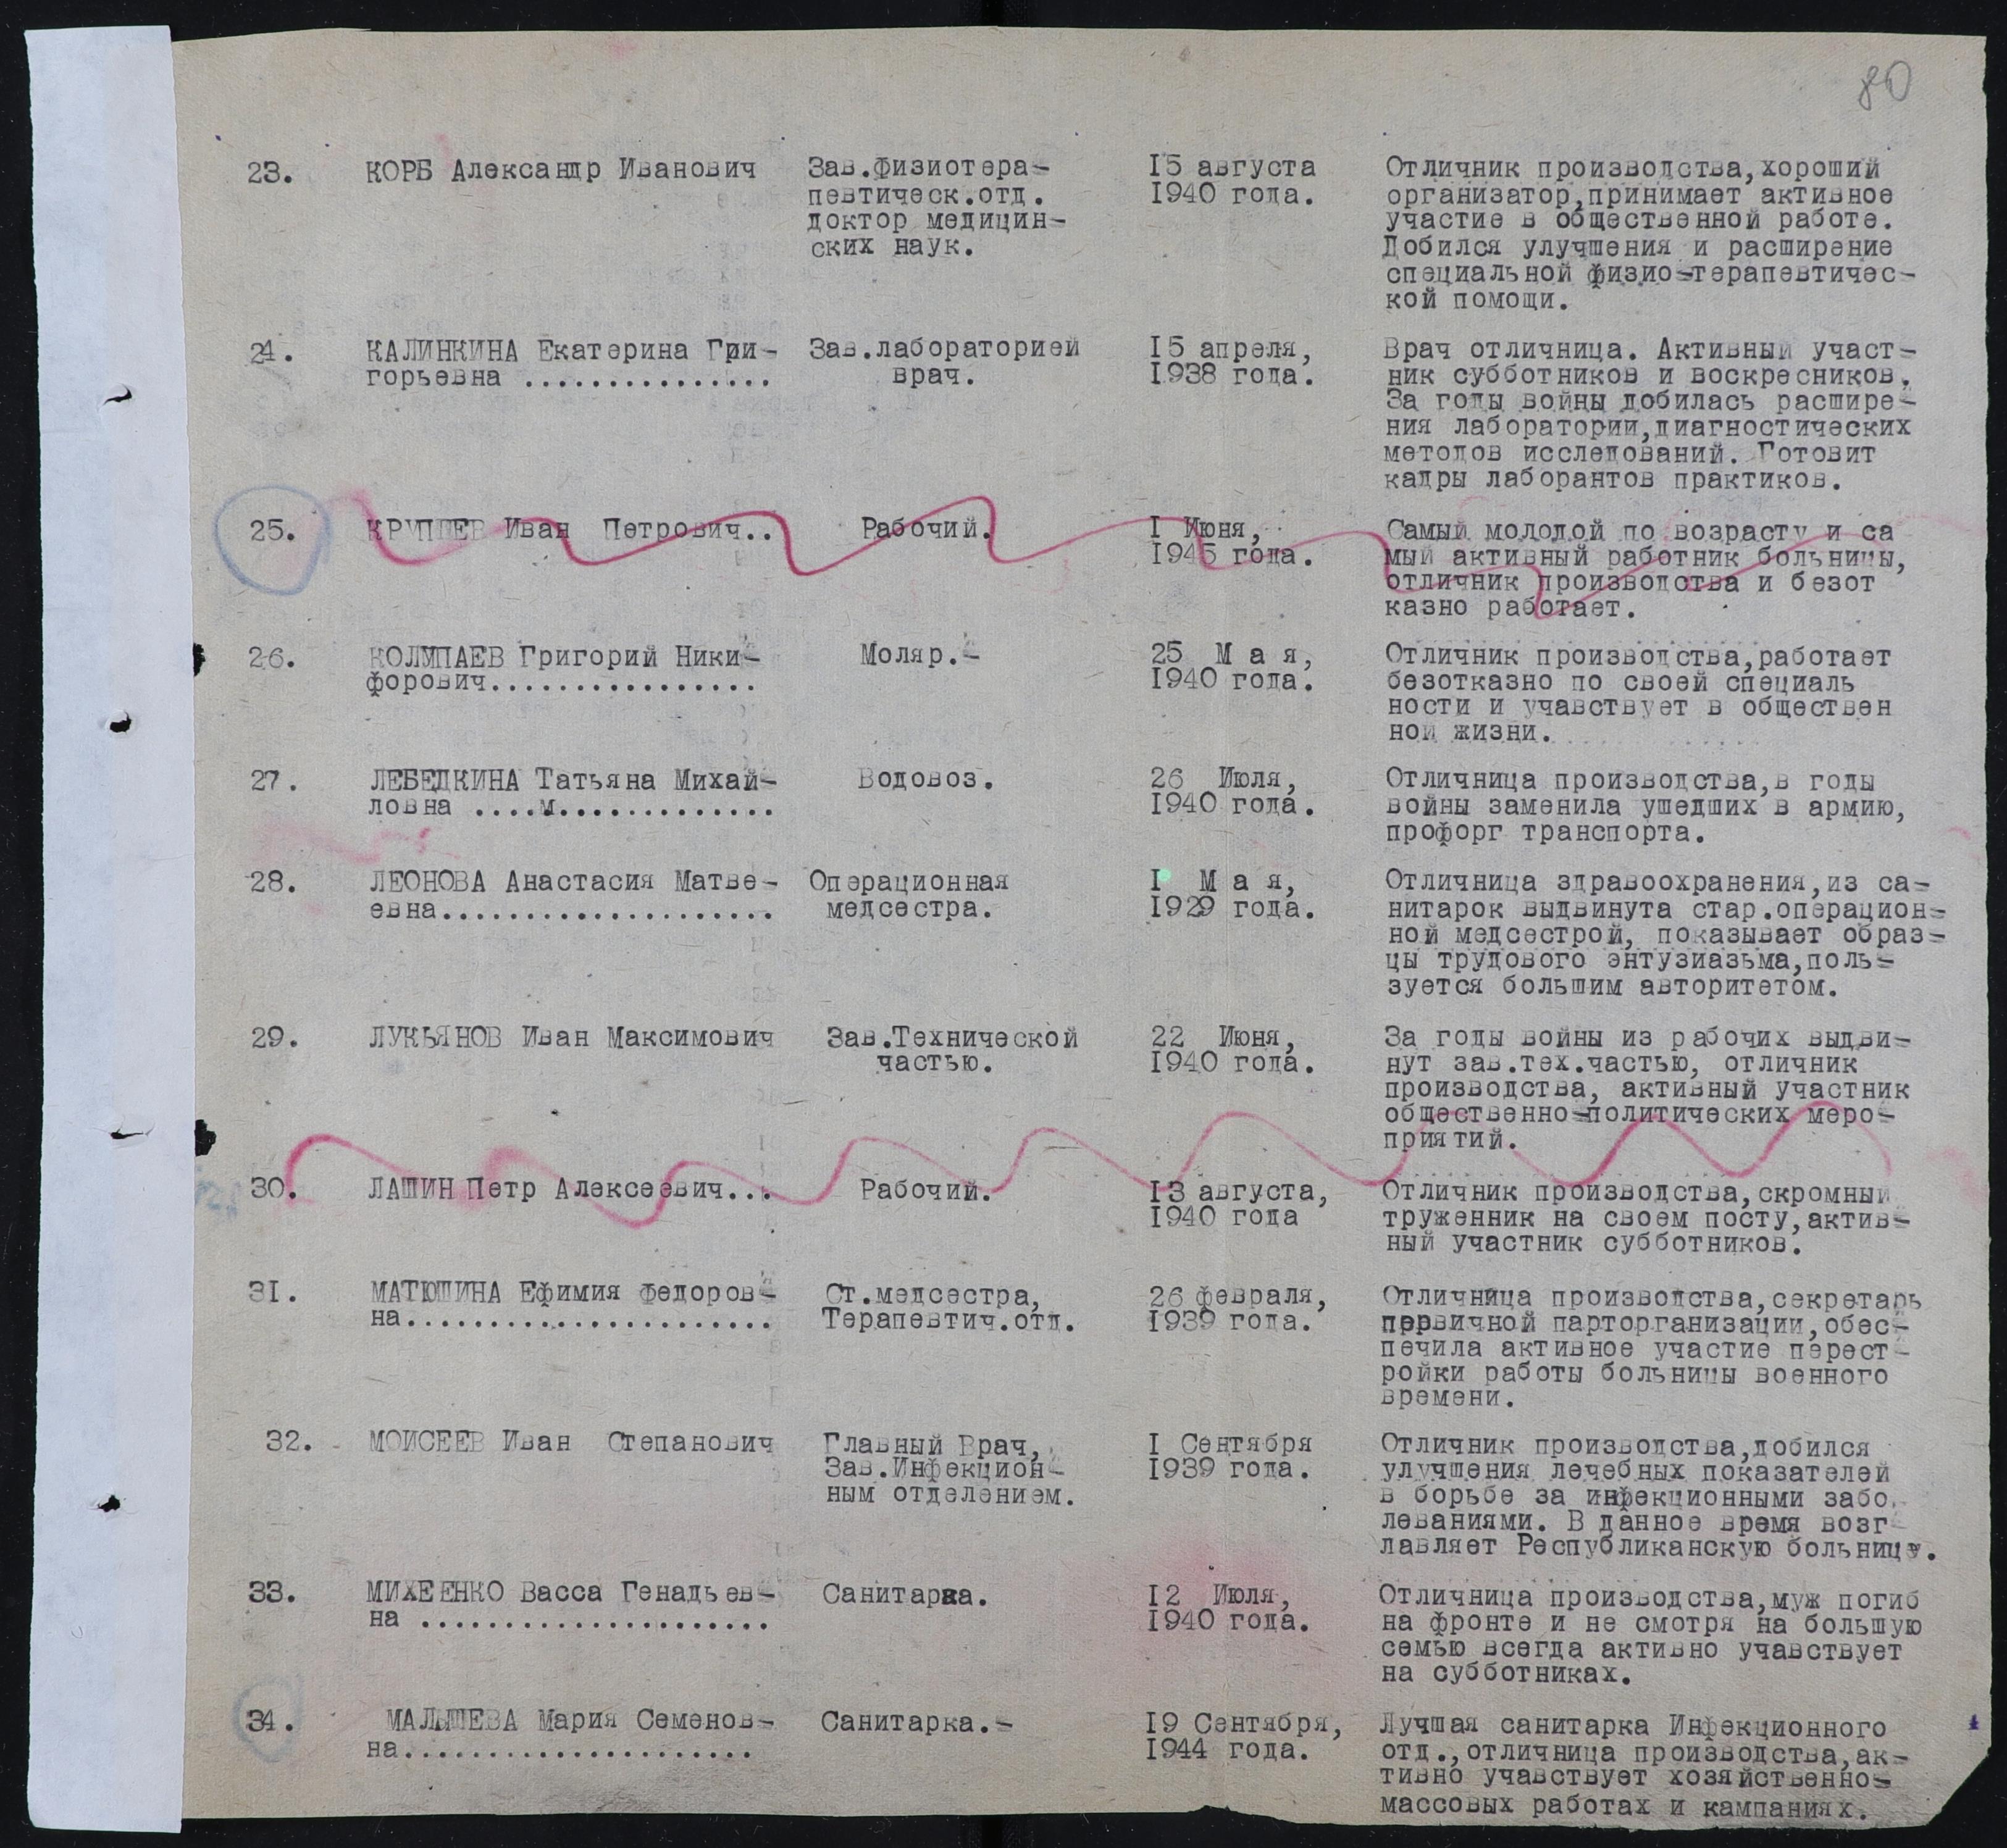 80
23. КОРБ Александр Иванович Зав.физиотера- 15 августа Отличник производства,хороший
певтическ.отд. 1940 года. организатор,принимает активное
доктор медицин- участие в общественной работе.
ских наук. Добился улучшения и расширение
специальной физио-терапевтичес-
кой помощи.
24. КАЛИНКИНА Екатерина Гри- Зав.лабораторией 15 апреля, Врач отличница. Активный участ-
горьевна ............... врач. 1938 года. ник субботников и воскресников.
За годы войны добилась расшире-
ния лаборатории,диагностических
методов исследований. Готовит
кадры лаборантов практиков.
25. Иван Петрович.. Рабочий. I Июня, Самый молодой по возрасту и са
1945 года. мый активный работник больницы,
отличник производства и безот
казно работает.
26. КОЛУПАЕВ Григорий Ники- Моляр.- 25 М а я, Отличник производства,работает
форович................. 1940 года. безотказно по своей специаль
ности и учавствует в обществен
ной жизни.
27. ЛЕБЕДКИНА Татьяна Михай- Водовоз. 26 Июля, Отличница производства,в годы
ловна ....м.............. 1940 года. войны заменила ушедших в армию,
профорг транспорта.
28. ЛЕОНОВА Анастасия Матве- Операционная I М а я, Отличница здравоохранения,из са-
евна..................... медсестра. 1929 года. нитарок выдвинута стар.операцион-
ной медсестрой, показывает образ-
цы трудового энтузиазьма,поль-
зуется большим авторитетом.
29. ЛУКЬЯНОВ Иван Максимович Зав.Технической 22 Июня, За годы войны из рабочих выдви-
частью. 1940 года. нут зав.тех.частью, отличник
производства, активный участник
общественно-политических меро-
приятий.
30. ЛАШИН Петр Алексеевич... Рабочий. 13 августа, Отличник производства,скромный
1940 года труженник на своем посту,актив-
ный участник субботников.
31. МАТЮШИНА Ефимия Федоров- Ст.медсестра, 26 февраля, Отличница производства,секретарь
на....................... Терапевтич.отд. 1939 года. первичной парторганизации,обес-
печила активное участие перест-
ройки работы больницы военного
времени.
32. МОИСЕЕВ Иван Степанович Главный Врач, I Сентября Отличник производства,добился
Зав.Инфекцион- 1939 года. улучшения лечебных показателей
ным отделением. в борьбе за инфекционными забо
леваниями. В данное время возг-
лавляет Республиканскую больницу.
33. МИХЕЕНКО Васса Генадьев- Санитарка. 12 Июля, Отличница производства,муж погиб
на ...................... 1940 года. на фронте и не смотря на большую
семью всегда активно учавствует
на субботниках.
34. МАЛЫШЕВА Мария Семенов- Санитарка.- 19 Сентября, Лучшая санитарка Инфекционного
на...................... 1944 года. отд.,отличница производства,ак-
тивно учавствует хозяйственно-
массовых работах и кампаниях.